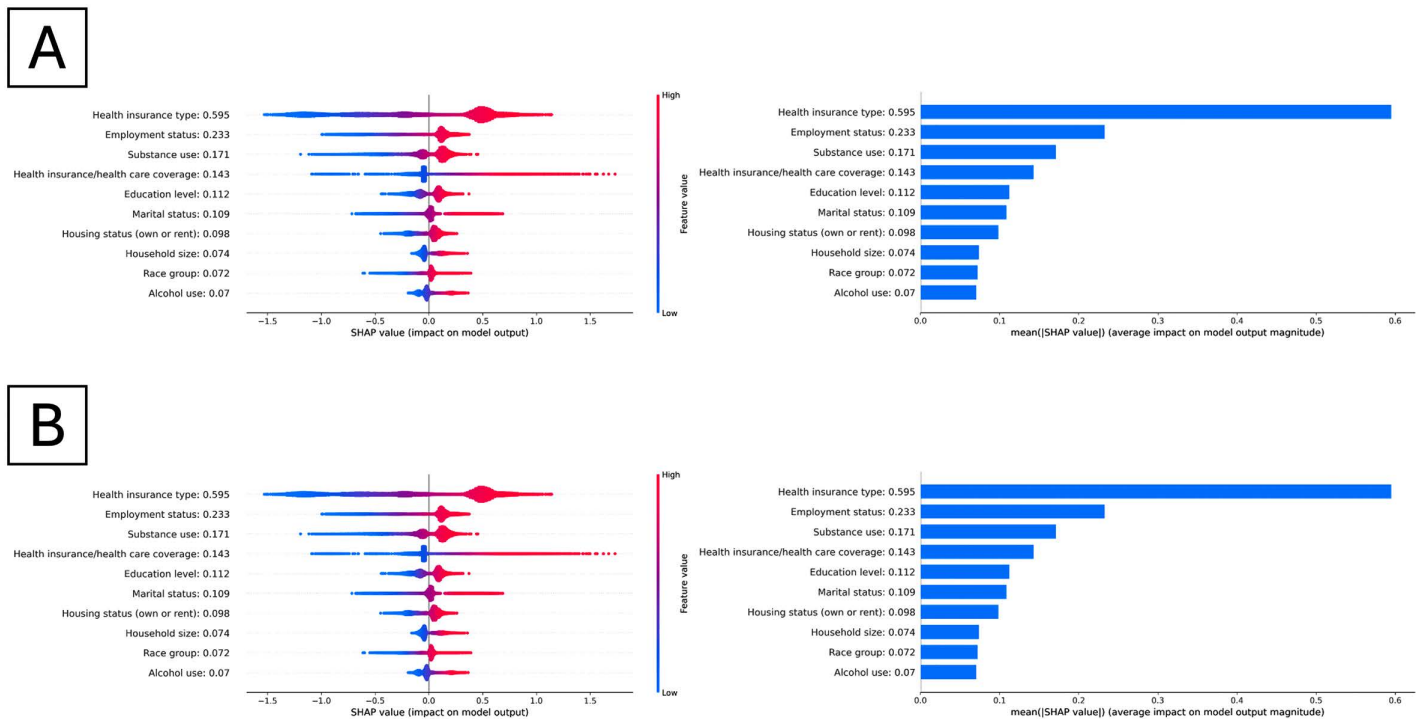 A
Health insurance type: 0.595
Employment status: 0.233
Substance use: 0.171
Health insurance/health care coverage: 0.143
Education level: 0.112
Marital status: 0.109
Housing status (own or rent): 0.098
Household size: 0.074
Race group: 0.072
Alcohol use: 0.07
−1.5 −1.0 −0.5 0.0 0.5 1.0 1.5
SHAP value (impact on model output)
High
Feature value
Low
Health insurance type: 0.595
Employment status: 0.233
Substance use: 0.171
Health insurance/health care coverage: 0.143
Education level: 0.112
Marital status: 0.109
Housing status (own or rent): 0.098
Household size: 0.074
Race group: 0.072
Alcohol use: 0.07
0.0 0.1 0.2 0.3 0.4 0.5 0.6
mean(|SHAP value|) (average impact on model output magnitude)
B
Health insurance type: 0.595
Employment status: 0.233
Substance use: 0.171
Health insurance/health care coverage: 0.143
Education level: 0.112
Marital status: 0.109
Housing status (own or rent): 0.098
Household size: 0.074
Race group: 0.072
Alcohol use: 0.07
−1.5 −1.0 −0.5 0.0 0.5 1.0 1.5
SHAP value (impact on model output)
High
Feature value
Low
Health insurance type: 0.595
Employment status: 0.233
Substance use: 0.171
Health insurance/health care coverage: 0.143
Education level: 0.112
Marital status: 0.109
Housing status (own or rent): 0.098
Household size: 0.074
Race group: 0.072
Alcohol use: 0.07
0.0 0.1 0.2 0.3 0.4 0.5 0.6
mean(|SHAP value|) (average impact on model output magnitude)